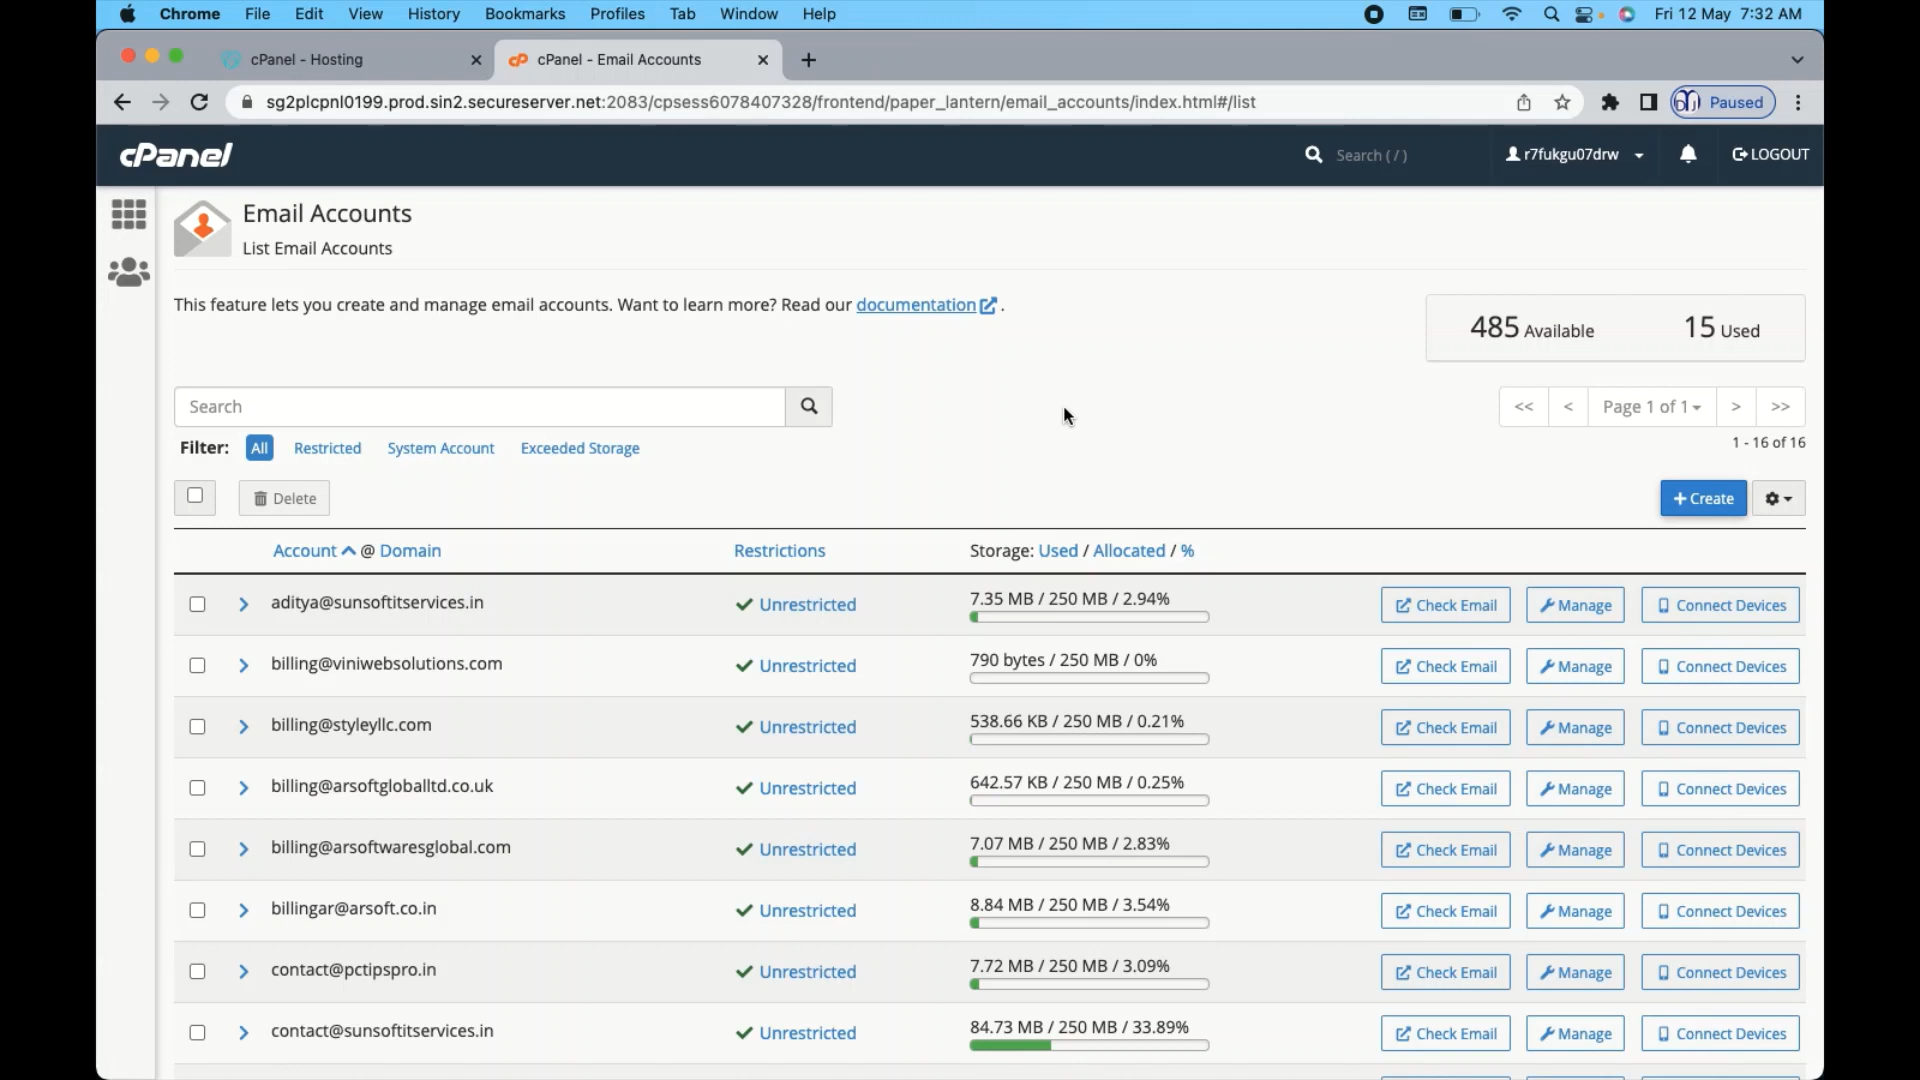 Chrome File Edit View History Bookmarks Profiles Tab Window Help Fri 12 May 7:32 AM
cPanel - Hosting cPanel - Email Accounts
sg2plcpnl0199.prod.sin2.secureserver.net:2083/cpsess6078407328/frontend/paper_lantern/email_accounts/index.html#/list Paused
cPanel Search ( / ) r7fukgu07drw LOGOUT
Email Accounts
List Email Accounts
This feature lets you create and manage email accounts. Want to learn more? Read our documentation .
485 Available 15 Used
Search << < Page 1 of 1 > >>
Filter: All Restricted System Account Exceeded Storage 1 - 16 of 16
Delete + Create
Account @ Domain Restrictions Storage: Used / Allocated / %
aditya@sunsoftitservices.in Unrestricted 7.35 MB / 250 MB / 2.94% Check Email Manage Connect Devices
billing@viniwebsolutions.com Unrestricted 790 bytes / 250 MB / 0% Check Email Manage Connect Devices
billing@styleyllc.com Unrestricted 538.66 KB / 250 MB / 0.21% Check Email Manage Connect Devices
billing@arsoftgloballtd.co.uk Unrestricted 642.57 KB / 250 MB / 0.25% Check Email Manage Connect Devices
billing@arsoftwaresglobal.com Unrestricted 7.07 MB / 250 MB / 2.83% Check Email Manage Connect Devices
billingar@arsoft.co.in Unrestricted 8.84 MB / 250 MB / 3.54% Check Email Manage Connect Devices
contact@pctipspro.in Unrestricted 7.72 MB / 250 MB / 3.09% Check Email Manage Connect Devices
contact@sunsoftitservices.in Unrestricted 84.73 MB / 250 MB / 33.89% Check Email Manage Connect Devices